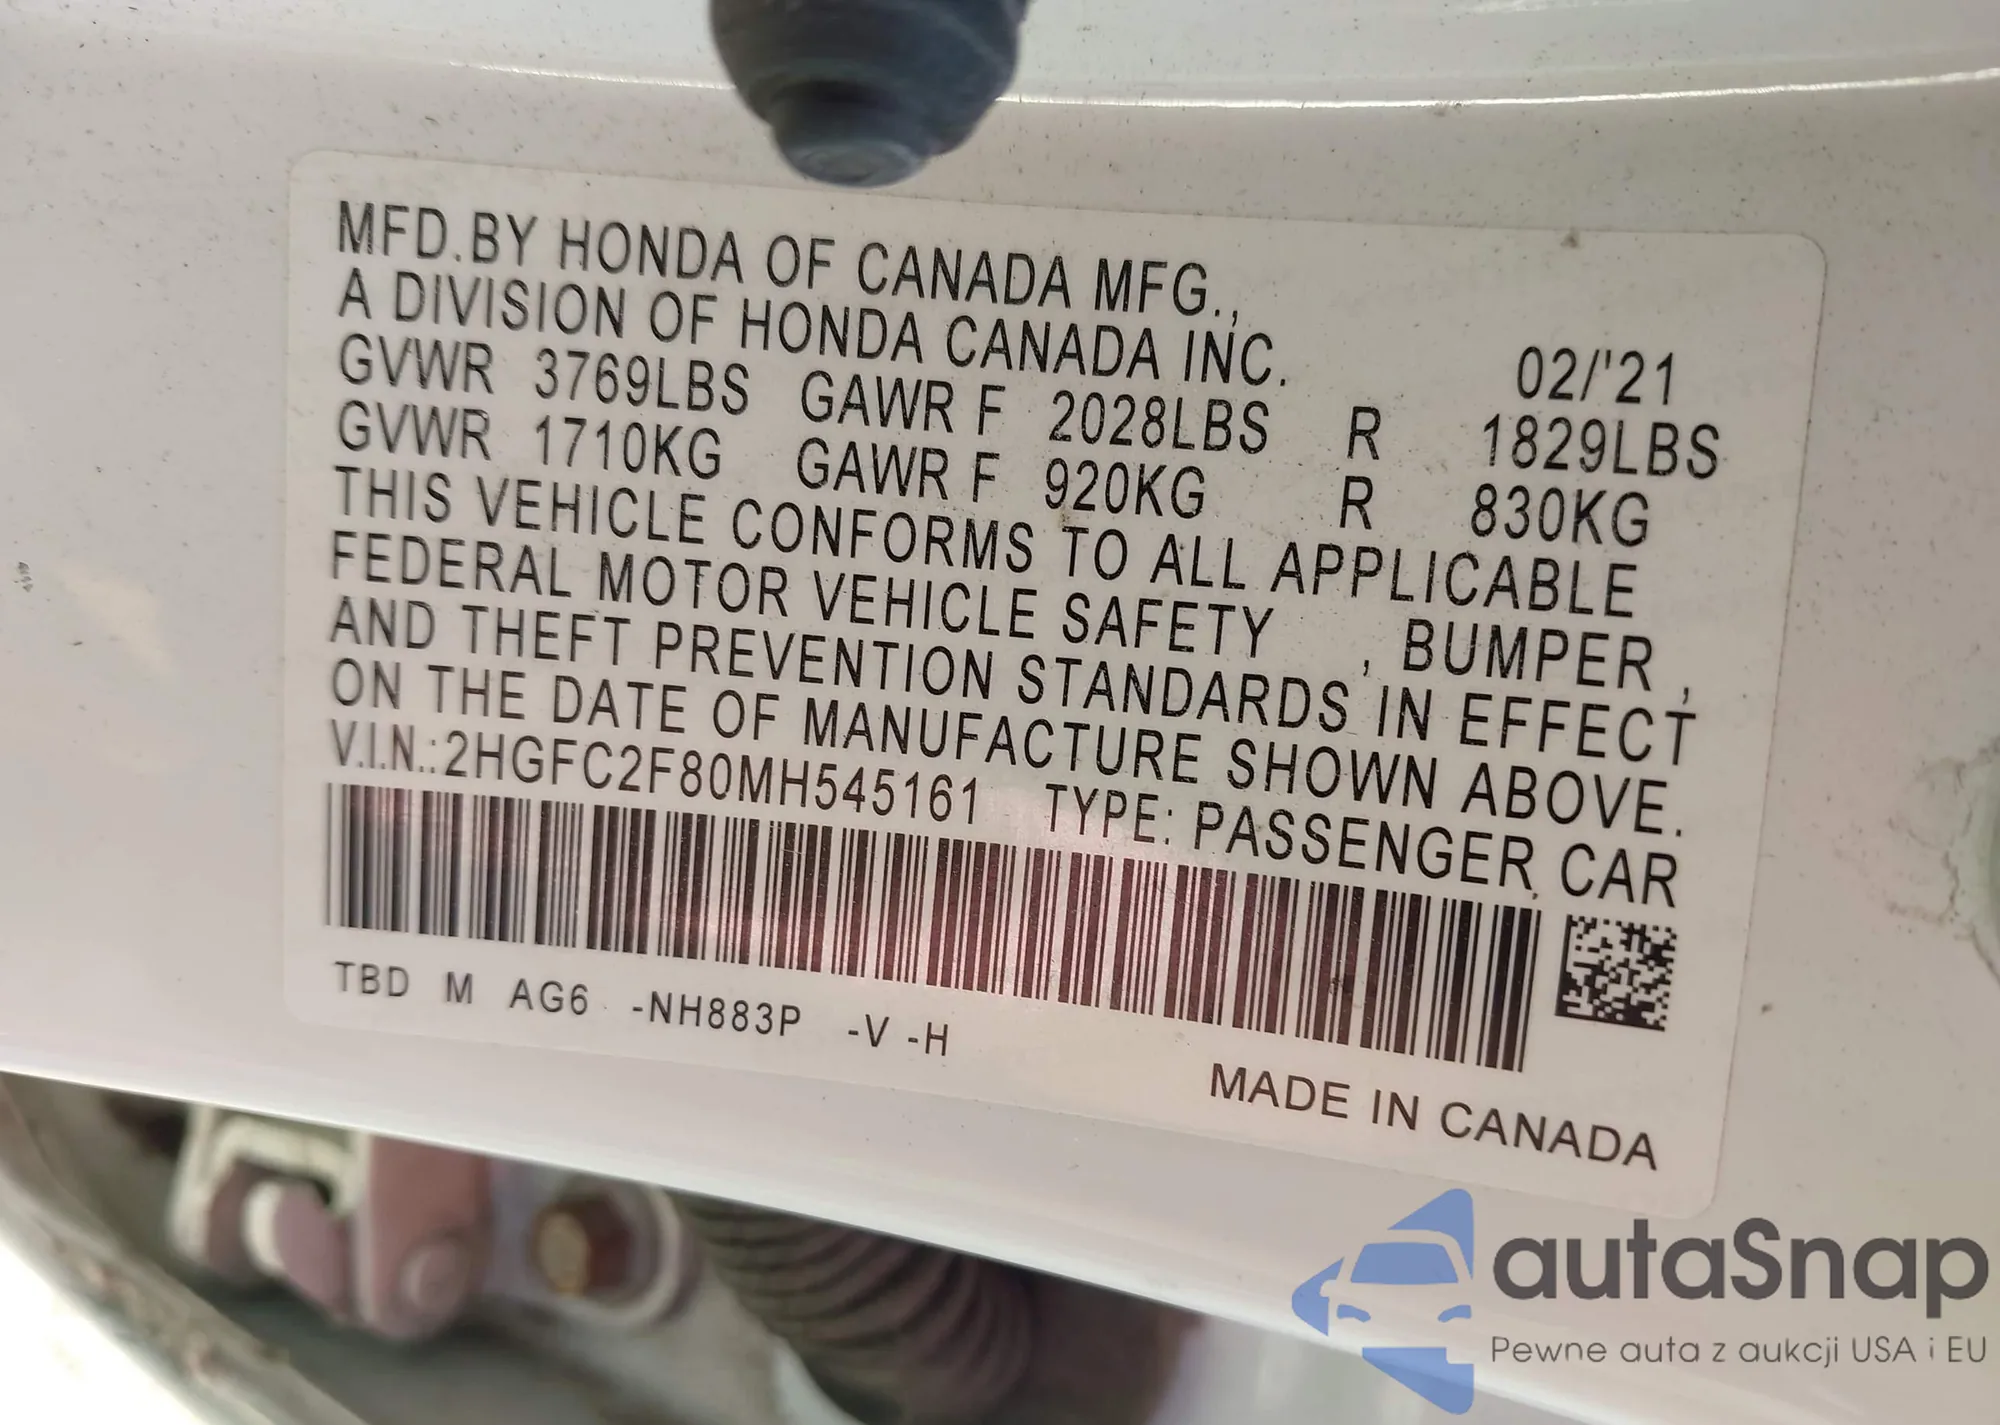 MFD.BY HONDA OF CANADA MFG.,
A DIVISION OF HONDA CANADA INC. 02/'21
GVWR 3769LBS GAWR F 2028LBS R 1829LBS
GVWR 1710KG GAWR F 920KG R 830KG
THIS VEHICLE CONFORMS TO ALL APPLICABLE
FEDERAL MOTOR VEHICLE SAFETY , BUMPER ,
AND THEFT PREVENTION STANDARDS IN EFFECT
ON THE DATE OF MANUFACTURE SHOWN ABOVE.
V.I.N.:2HGFC2F80MH545161 TYPE: PASSENGER CAR
TBD M AG6 -NH883P -V -H
MADE IN CANADA
autaSnap
Pewne auta z aukcji USA i EU